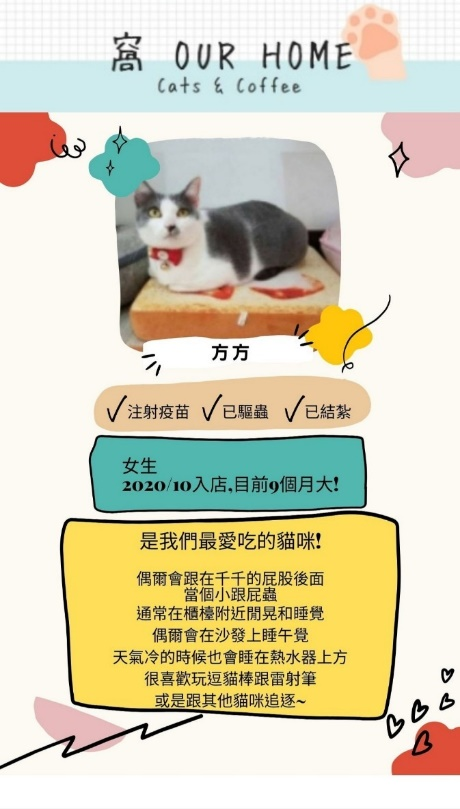 窩 OUR HOME
Cats & Coffee
方方
注射疫苗 已驅蟲 已結紮
女生
2020/10入店,目前9個月大!
是我們最愛吃的貓咪!
偶爾會跟在千千的屁股後面
當個小跟屁蟲
通常在櫃檯附近閒晃和睡覺
偶爾會在沙發上睡午覺
天氣冷的時候也會睡在熱水器上方
很喜歡玩逗貓棒跟雷射筆
或是跟其他貓咪追逐~